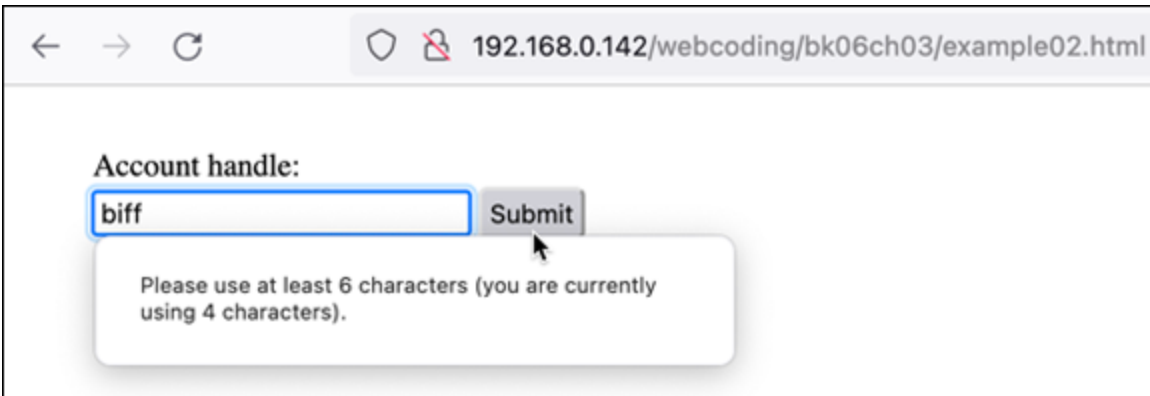 192.168.0.142/webcoding/bk06ch03/example02.html
Account handle:
biff Submit
Please use at least 6 characters (you are currently
using 4 characters).